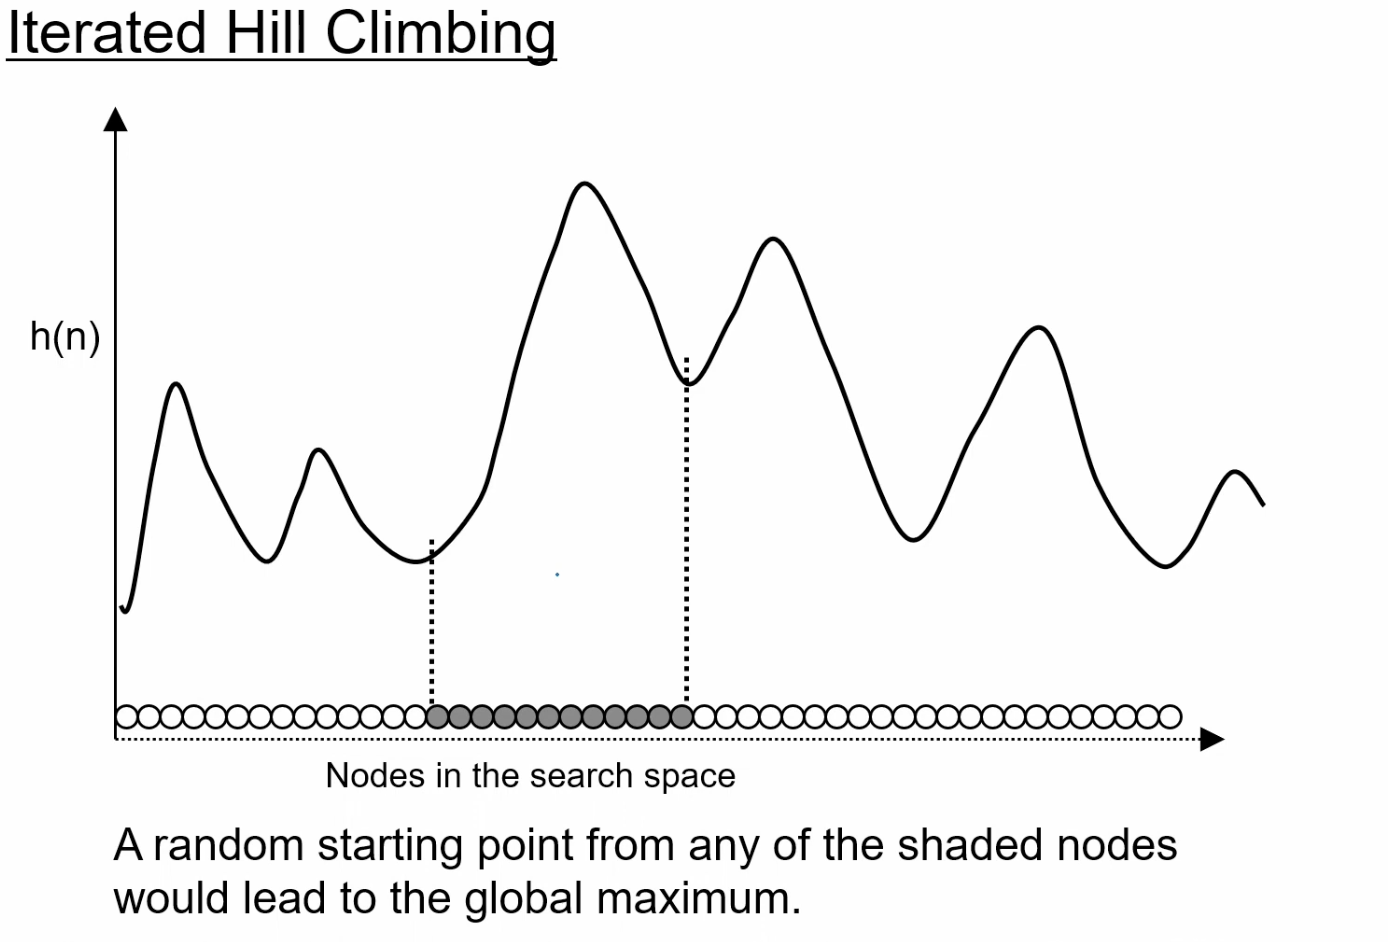 Iterated Hill Climbing
h(n)
Nodes in the search space
A random starting point from any of the shaded nodes
would lead to the global maximum.